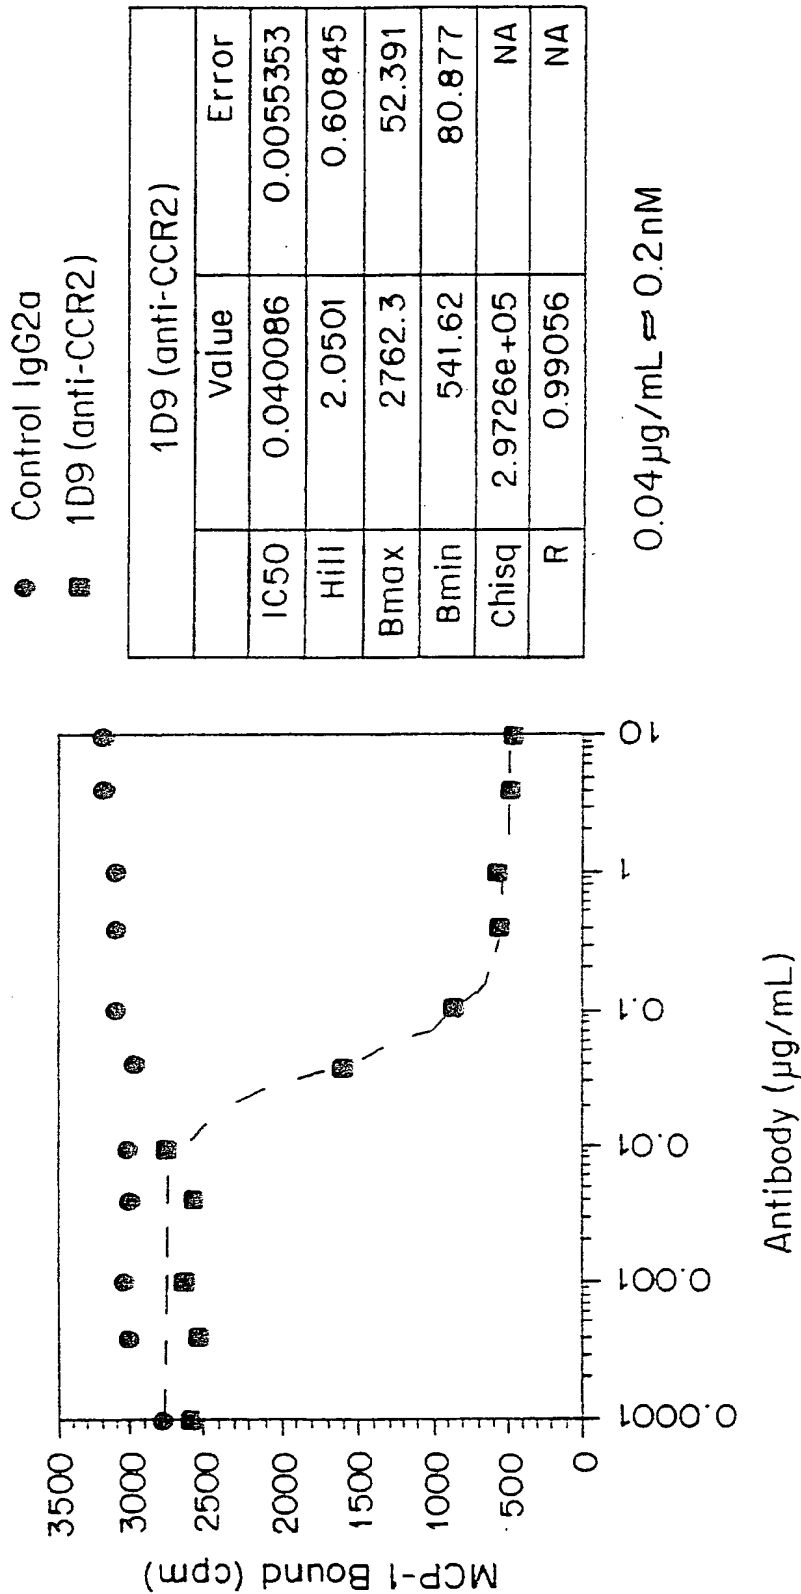 Control IgG2a
1D9 (anti-CCR2)
MCP-1 Bound (cpm)
3500
3000
2500
2000
1500
1000
500
0
0.0001
0.001
0.01
0.1
1
10
Antibody (µg/mL)
1D9 (anti-CCR2)
Value Error
IC50 0.040086 0.0055353
Hill 2.0501 0.60845
Bmax 2762.3 52.391
Bmin 541.62 80.877
Chisq 2.9726e+05 NA
R 0.99056 NA
0.04µg/mL ≈ 0.2nM